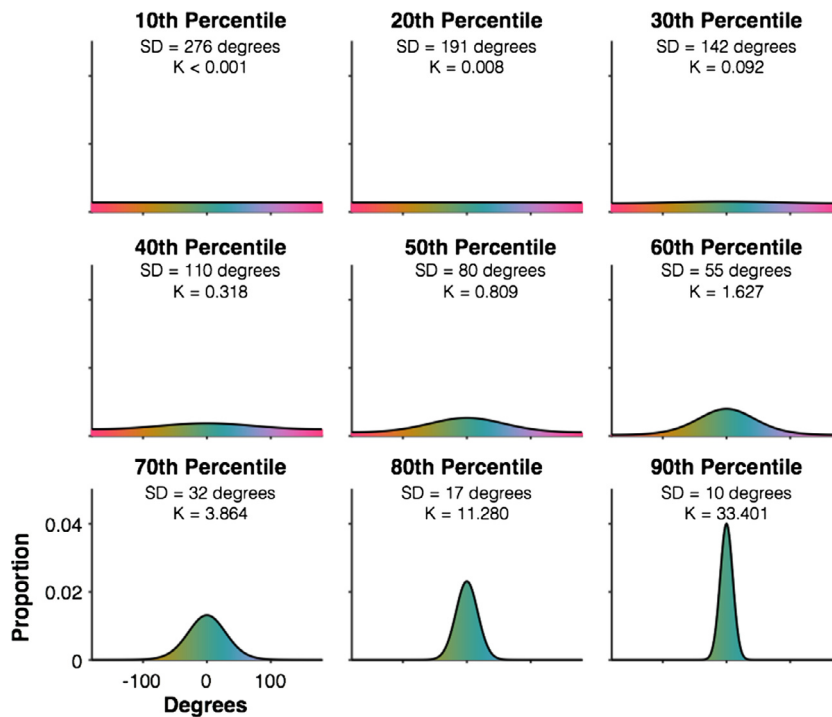 10th Percentile
SD = 276 degrees
K < 0.001
20th Percentile
SD = 191 degrees
K = 0.008
30th Percentile
SD = 142 degrees
K = 0.092
40th Percentile
SD = 110 degrees
K = 0.318
50th Percentile
SD = 80 degrees
K = 0.809
60th Percentile
SD = 55 degrees
K = 1.627
70th Percentile
SD = 32 degrees
K = 3.864
80th Percentile
SD = 17 degrees
K = 11.280
90th Percentile
SD = 10 degrees
K = 33.401
Proportion
0.04
0.02
0
-100 0 100
Degrees